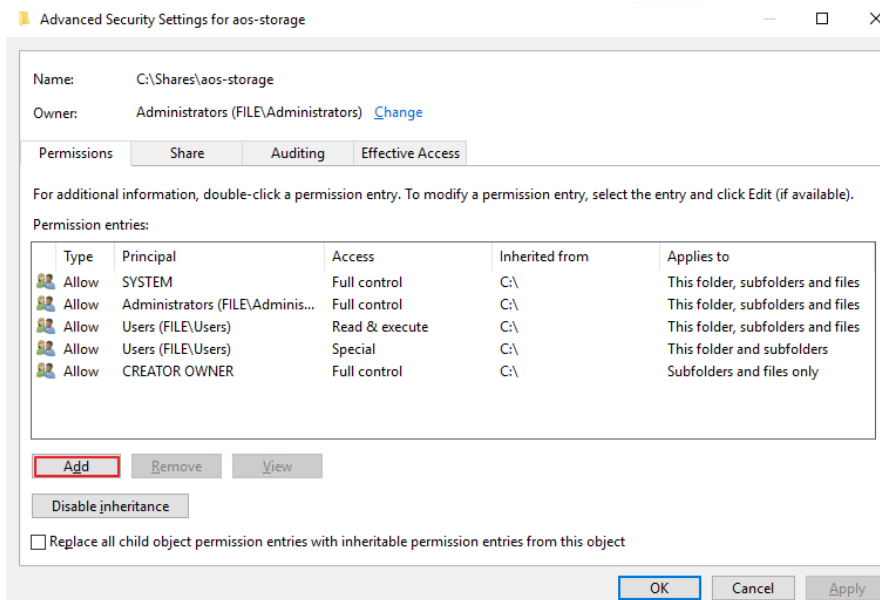 Advanced Security Settings for aos-storage
Name: C:\Shares\aos-storage
Owner: Administrators (FILE\Administrators) Change
Permissions Share Auditing Effective Access
For additional information, double-click a permission entry. To modify a permission entry, select the entry and click Edit (if available).
Permission entries:
Type Principal Access Inherited from Applies to
Allow SYSTEM Full control C:\ This folder, subfolders and files
Allow Administrators (FILE\Adminis... Full control C:\ This folder, subfolders and files
Allow Users (FILE\Users) Read & execute C:\ This folder, subfolders and files
Allow Users (FILE\Users) Special C:\ This folder and subfolders
Allow CREATOR OWNER Full control C:\ Subfolders and files only
Add Remove View
Disable inheritance
Replace all child object permission entries with inheritable permission entries from this object
OK Cancel Apply